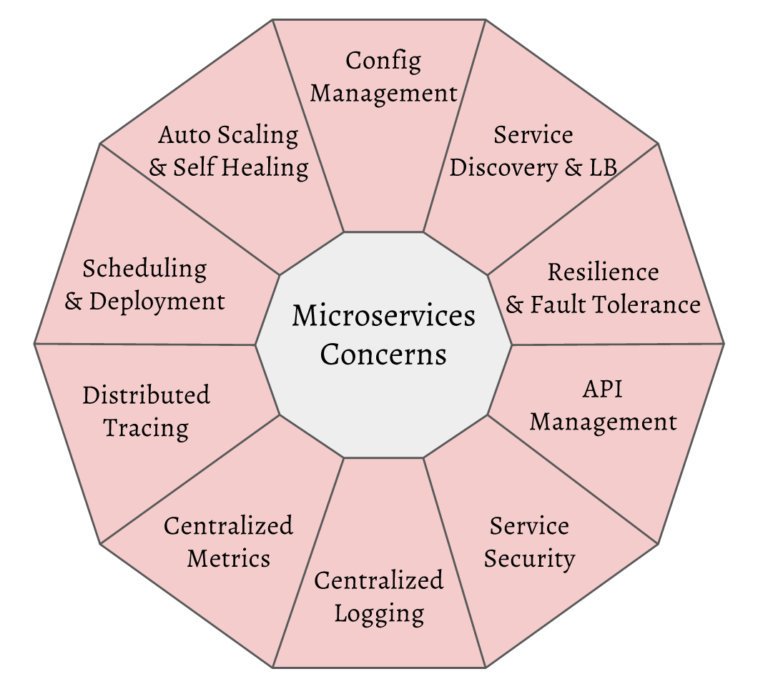 Config
Management
Service
Discovery & LB
Resilience
& Fault Tolerance
API
Management
Service
Security
Centralized
Logging
Centralized
Metrics
Distributed
Tracing
Scheduling
& Deployment
Auto Scaling
& Self Healing
Microservices
Concerns